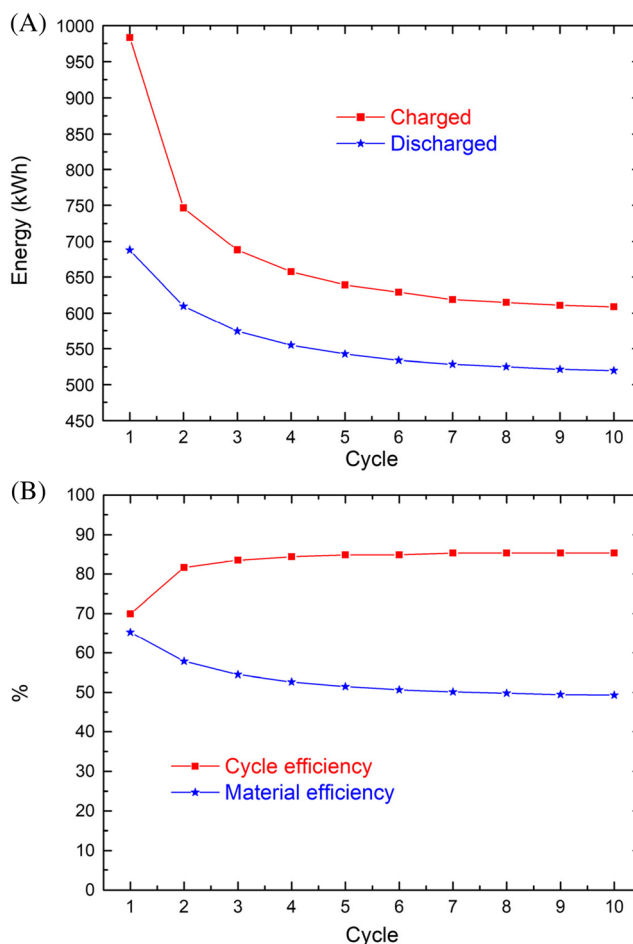 (A)
1000
950
900
850
800
750
700
650
600
550
500
450
Energy (kWh)
Charged
Discharged
1 2 3 4 5 6 7 8 9 10
Cycle
(B)
100
90
80
70
60
50
40
30
20
10
0
%
Cycle efficiency
Material efficiency
1 2 3 4 5 6 7 8 9 10
Cycle